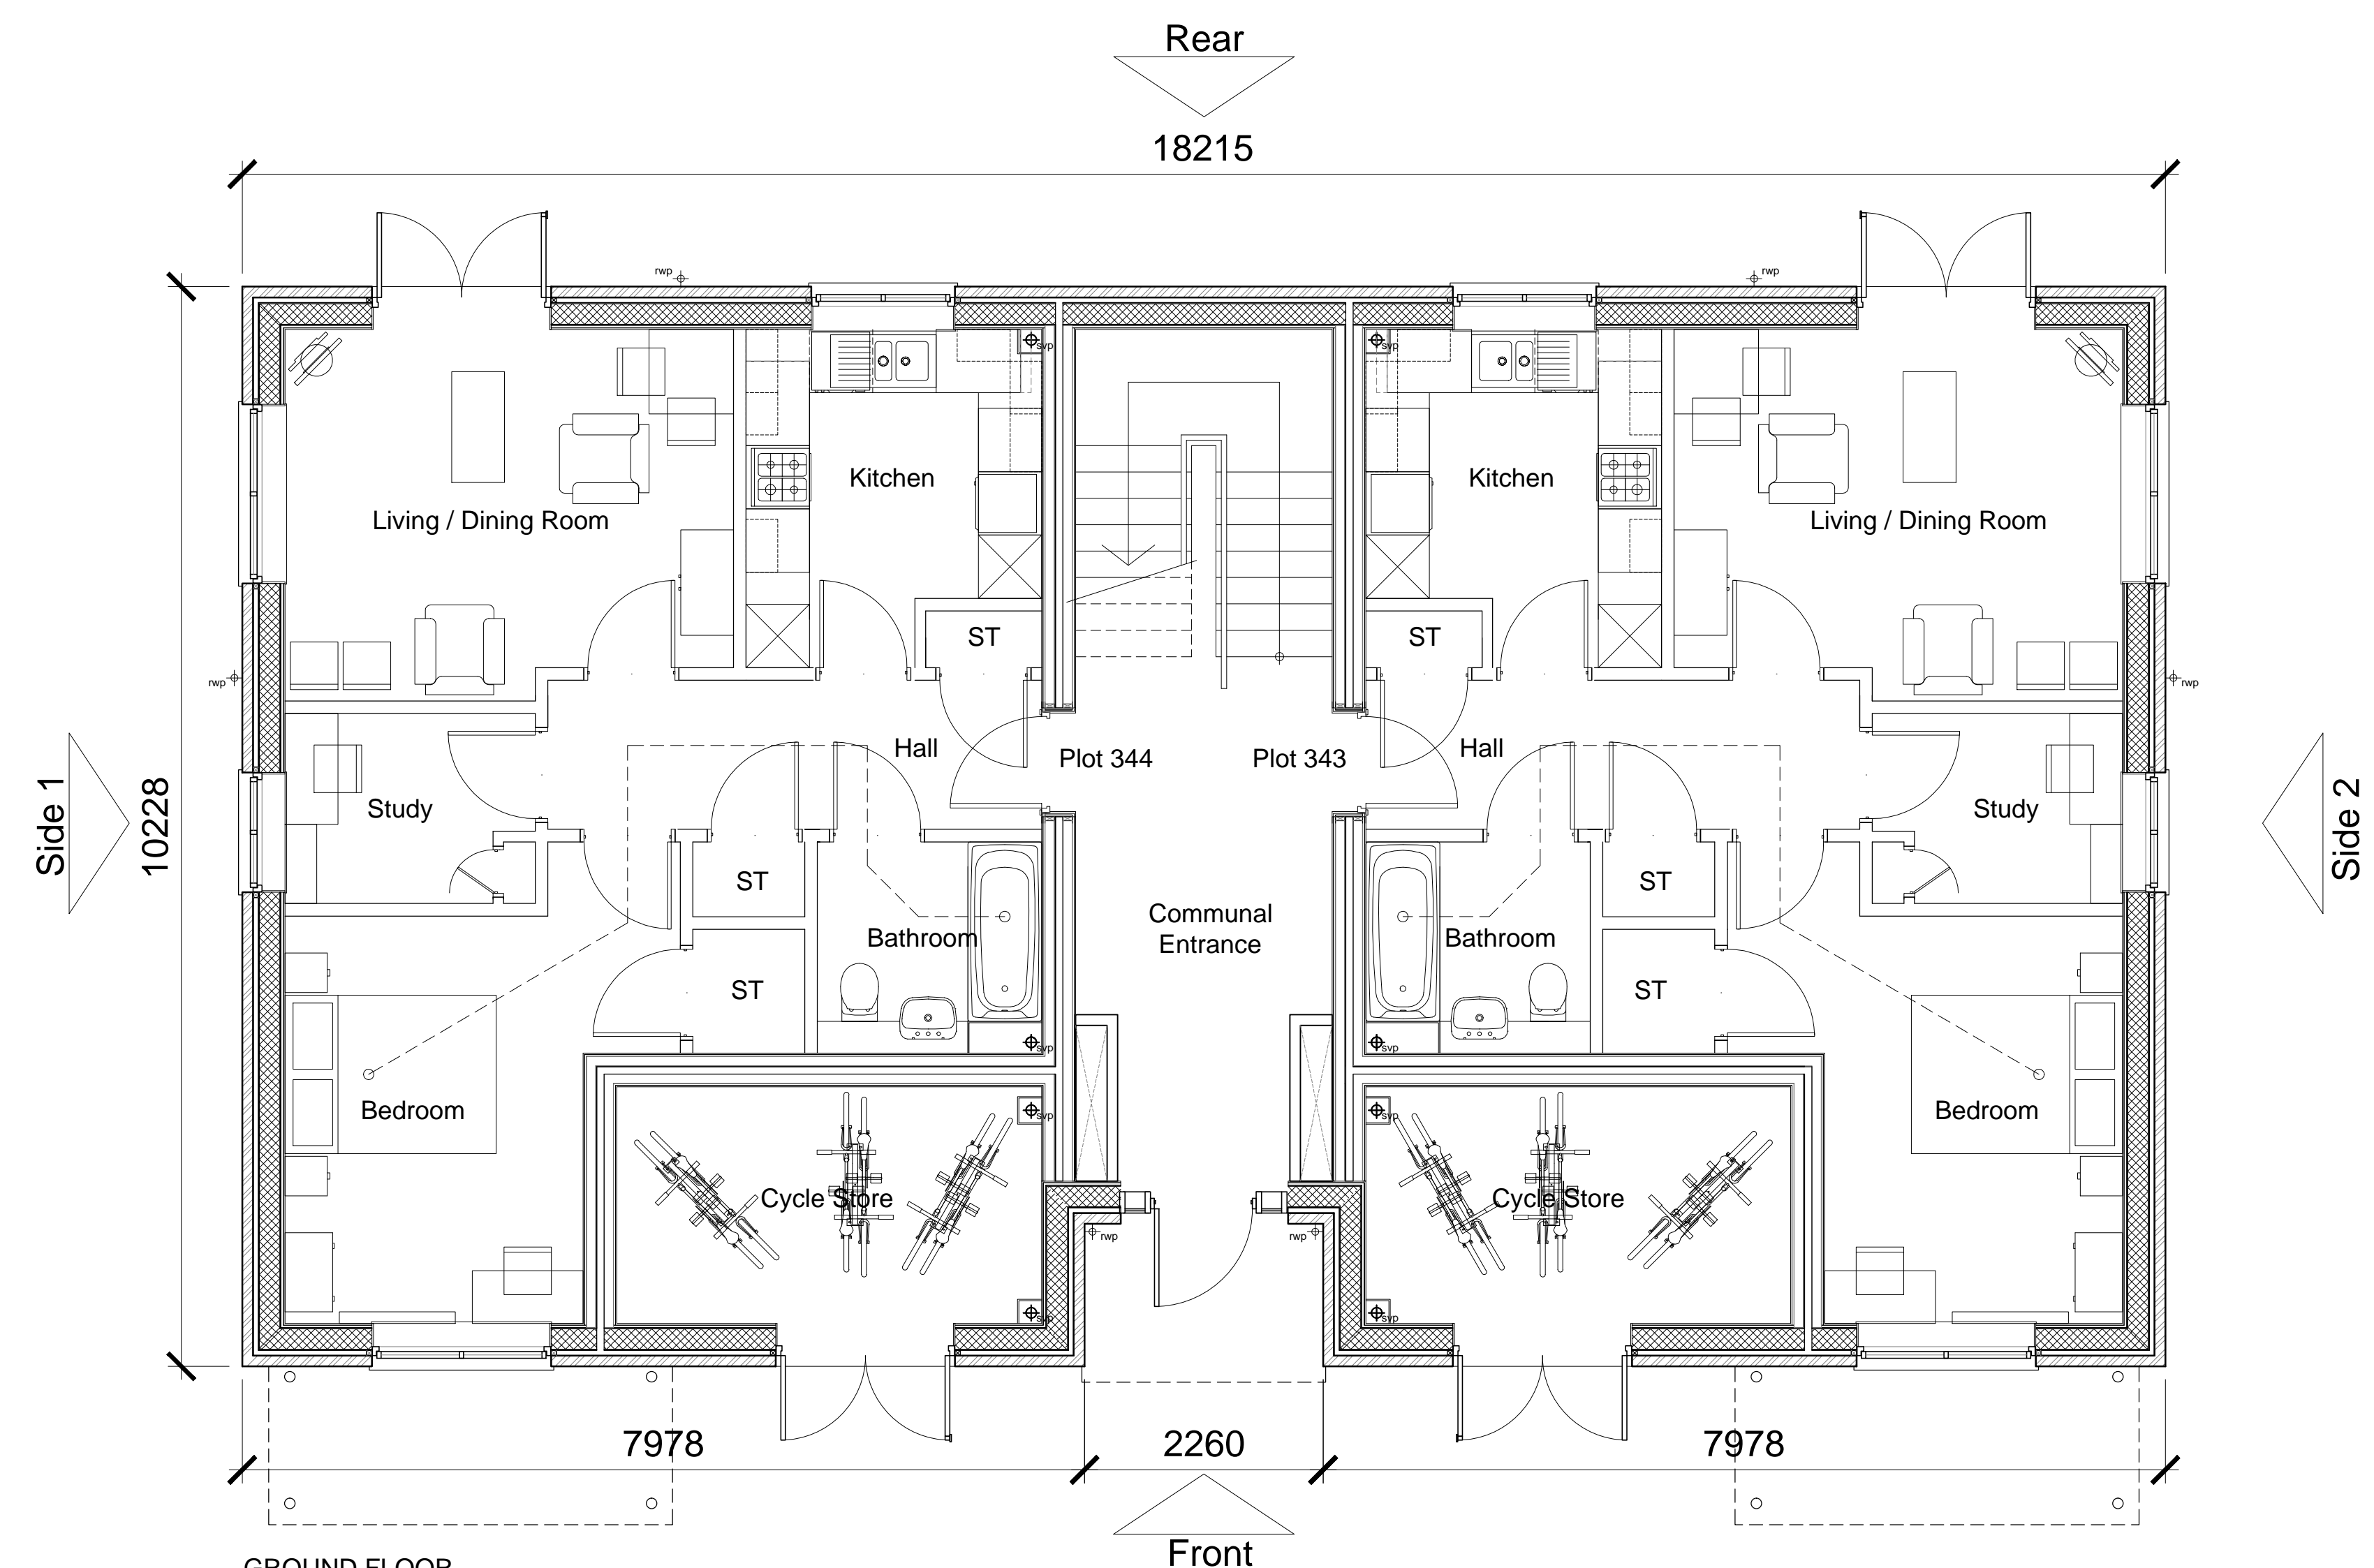 Rear
18215
rwp
rwp
svp
svp
Kitchen
Kitchen
Living / Dining Room
Living / Dining Room
ST
ST
rwp
rwp
Hall
Hall
Plot 344
Plot 343
Side 1
10228
Study
Study
Side 2
ST
ST
Communal
Entrance
Bathroom
Bathroom
ST
ST
svp
svp
Bedroom
Bedroom
svp
svp
Cycle Store
Cycle Store
rwp
rwp
svp
svp
7978
2260
7978
Front
GROUND FLOOR